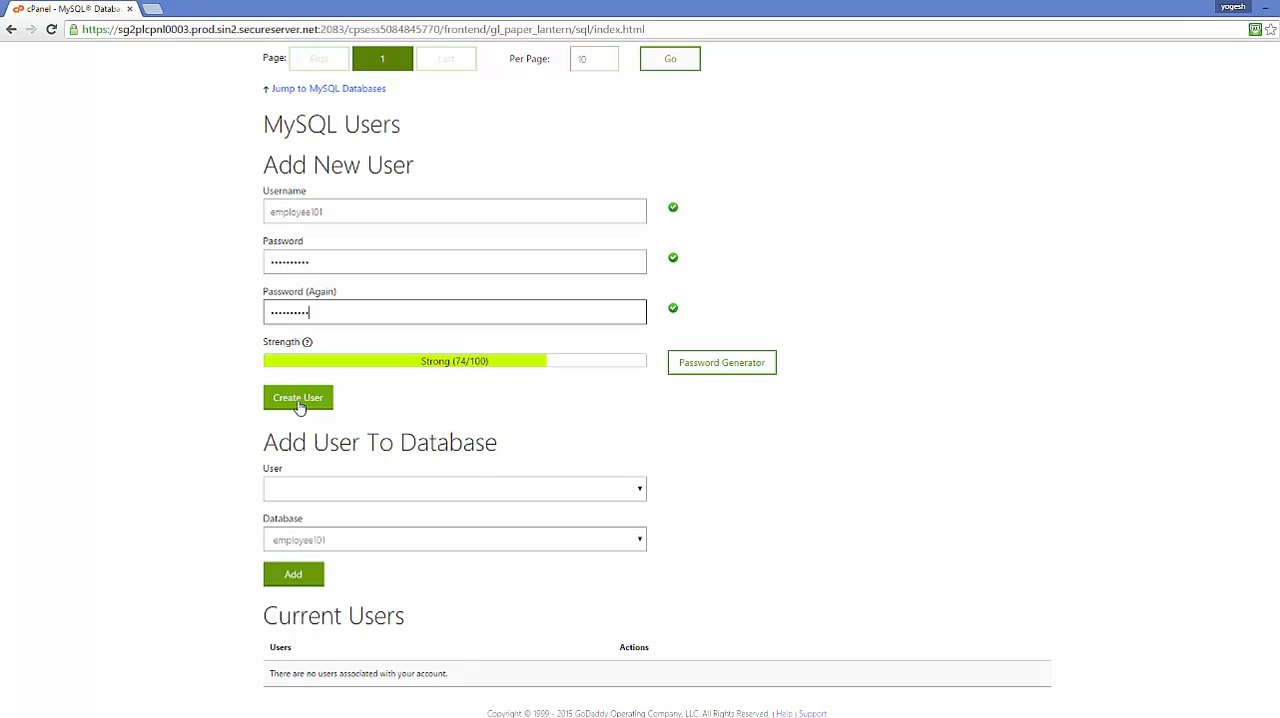 cPanel - MySQL® Databa
yogesh
https://sg2plcpnl0003.prod.sin2.secureserver.net:2083/cpsess5084845770/frontend/gl_paper_lantern/sql/index.html
Page: First 1 Last Per Page: 10 Go
Jump to MySQL Databases
MySQL Users
Add New User
Username
employee101
Password
••••••••••
Password (Again)
••••••••••
Strength
Strong (74/100) Password Generator
Create User
Add User To Database
User
Database
employee101
Add
Current Users
Users Actions
There are no users associated with your account.
Copyright © 1999 - 2015 GoDaddy Operating Company, LLC. All Rights Reserved. | Help | Support